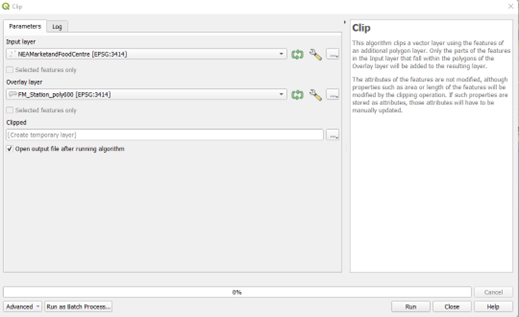 Clip
Parameters
Log
Input layer
NEAMarketandFoodCentre [EPSG:3414]
Selected features only
Overlay layer
FM_Station_poly600 [EPSG:3414]
Selected features only
Clipped
[Create temporary layer]
Open output file after running algorithm
Clip
This algorithm clips a vector layer using the features of
an additional polygon layer. Only the parts of the features
in the Input layer that fall within the polygons of the
Overlay layer will be added to the resulting layer.
The attributes of the features are not modified, although
properties such as area or length of the features will be
modified by the clipping operation. If such properties are
stored as attributes, those attributes will have to be
manually updated.
0%
Cancel
Advanced
Run as Batch Process...
Run
Close
Help